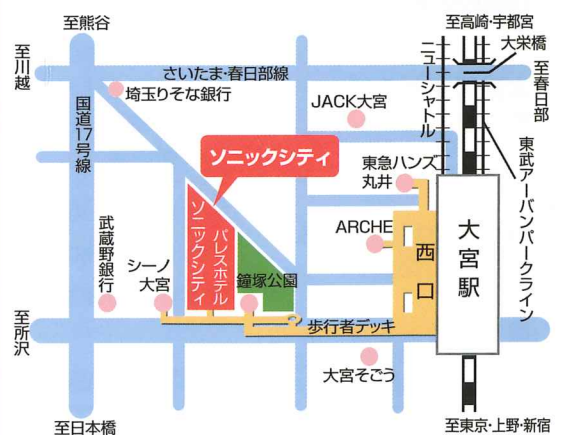 至熊谷
至高崎・宇都宮
大栄橋
至川越
さいたま・春日部線
ニューシャトル
至春日部
埼玉りそな銀行
国道17号線
JACK大宮
東武アーバンパークライン
ソニックシティ
東急ハンズ
丸井
ソニックシティ
パレスホテル
ARCHE
西口
大宮駅
武蔵野銀行
シーノ
大宮
鐘塚公園
至所沢
歩行者デッキ
大宮そごう
至日本橋
至東京・上野・新宿